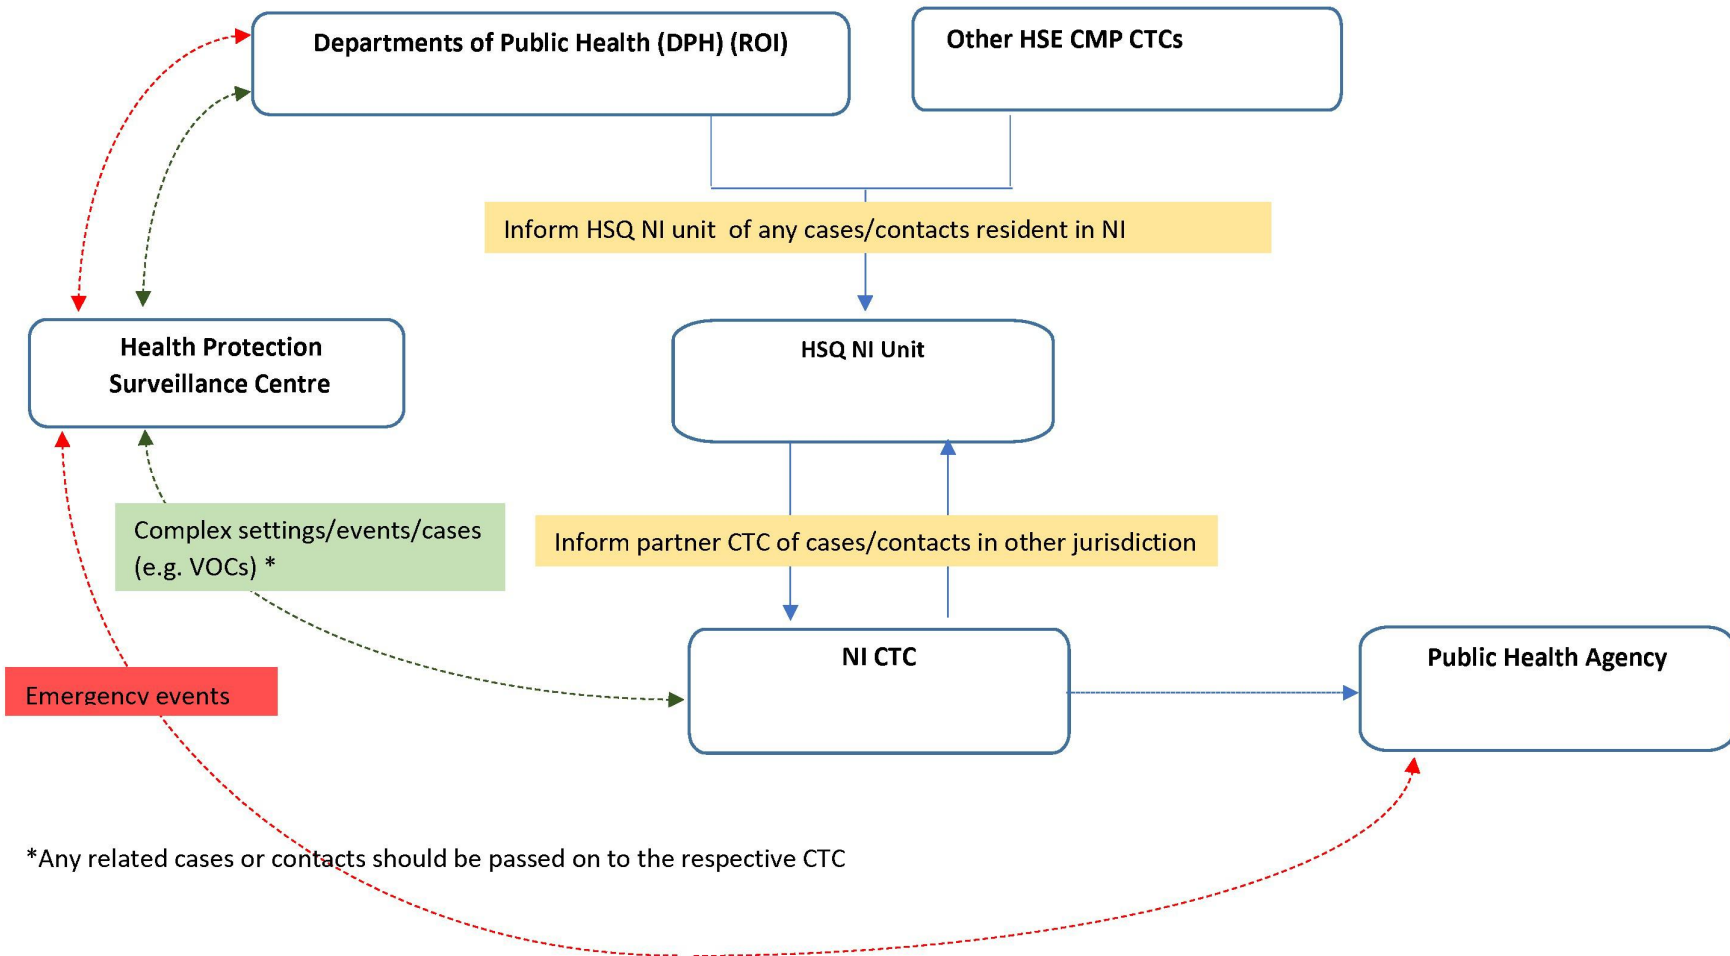 Departments of Public Health (DPH) (ROI)
Other HSE CMP CTCs
Inform HSQ NI unit of any cases/contacts resident in NI
Health Protection
Surveillance Centre
HSQ NI Unit
Complex settings/events/cases
(e.g. VOCs) *
Inform partner CTC of cases/contacts in other jurisdiction
NI CTC
Public Health Agency
Emergency events
*Any related cases or contacts should be passed on to the respective CTC